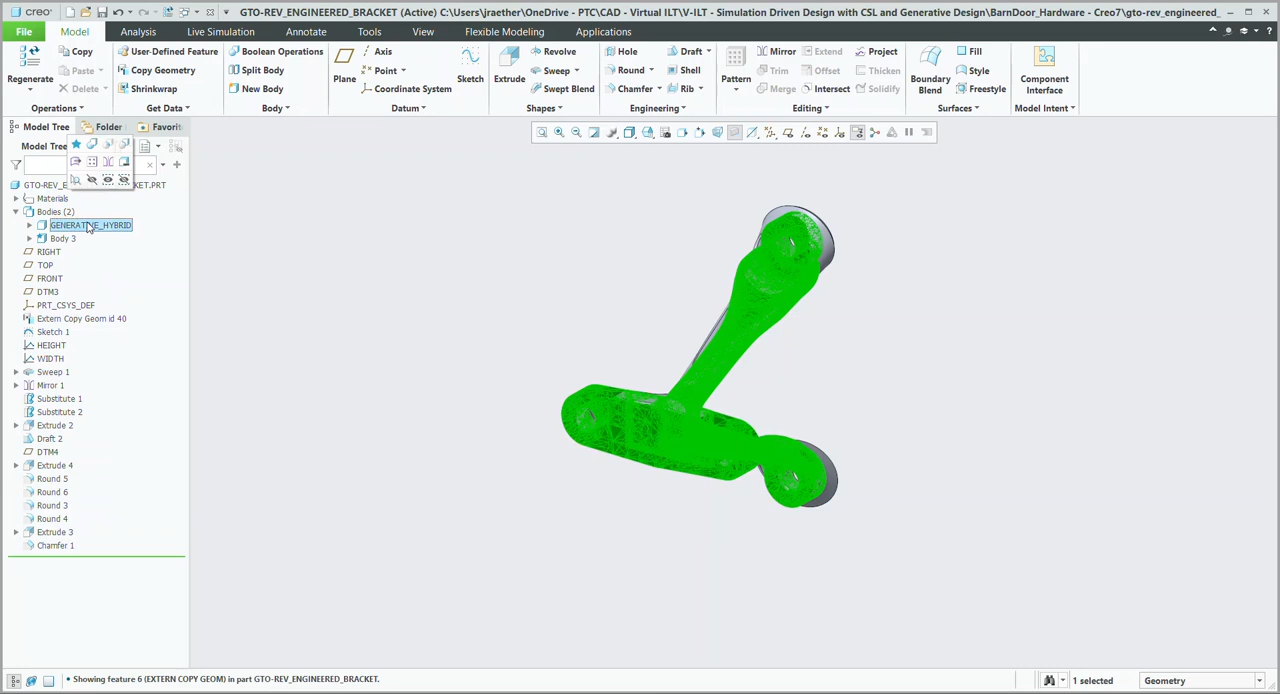 creo
GTO-REV_ENGINEERED_BRACKET (Active) C:\Users\jraether\OneDrive - PTC\CAD - Virtual ILT\V-ILT - Simulation Driven Design with CSL and Generative Design\BarnDoor_Hardware - Creo7\gto-rev_engineered_
File Model Analysis Live Simulation Annotate Tools View Flexible Modeling Applications
Regenerate
Copy
Paste
Delete
Operations
User-Defined Feature
Copy Geometry
Shrinkwrap
Get Data
Boolean Operations
Split Body
New Body
Body
Plane
Axis
Point
Coordinate System
Sketch
Datum
Extrude
Revolve
Sweep
Swept Blend
Shapes
Hole
Round
Chamfer
Draft
Shell
Rib
Engineering
Pattern
Mirror
Trim
Merge
Extend
Offset
Intersect
Project
Thicken
Solidify
Editing
Boundary
Blend
Fill
Style
Freestyle
Surfaces
Component
Interface
Model Intent
Model Tree Folder Favorit
Model Tree
GTO-REV_E KET.PRT
Materials
Bodies (2)
GENERATIVE_HYBRID
Body 3
RIGHT
TOP
FRONT
DTM3
PRT_CSYS_DEF
Extern Copy Geom id 40
Sketch 1
HEIGHT
WIDTH
Sweep 1
Mirror 1
Substitute 1
Substitute 2
Extrude 2
Draft 2
DTM4
Extrude 4
Round 5
Round 6
Round 3
Round 4
Extrude 3
Chamfer 1
• Showing feature 6 (EXTERN COPY GEOM) in part GTO-REV_ENGINEERED_BRACKET.
1 selected
Geometry